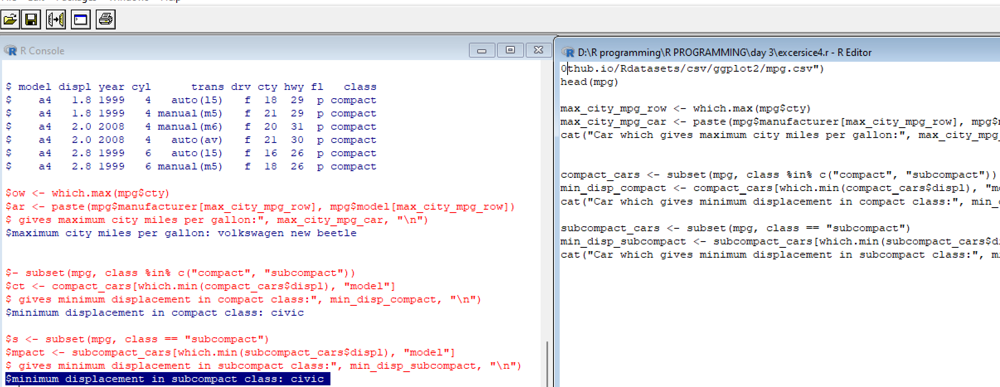 R Console
$ model displ year cyl      trans drv cty hwy fl   class
$    a4   1.8 1999   4   auto(l5)   f  18  29  p compact
$    a4   1.8 1999   4 manual(m5)   f  21  29  p compact
$    a4   2.0 2008   4 manual(m6)   f  20  31  p compact
$    a4   2.0 2008   4   auto(av)   f  21  30  p compact
$    a4   2.8 1999   6   auto(l5)   f  16  26  p compact
$    a4   2.8 1999   6 manual(m5)   f  18  26  p compact
$ow <- which.max(mpg$cty)
$ar <- paste(mpg$manufacturer[max_city_mpg_row], mpg$model[max_city_mpg_row])
$ gives maximum city miles per gallon:", max_city_mpg_car, "\n")
$maximum city miles per gallon: volkswagen new beetle
$- subset(mpg, class %in% c("compact", "subcompact"))
$ct <- compact_cars[which.min(compact_cars$displ), "model"]
$ gives minimum displacement in compact class:", min_disp_compact, "\n")
$minimum displacement in compact class: civic
$s <- subset(mpg, class == "subcompact")
$mpact <- subcompact_cars[which.min(subcompact_cars$displ), "model"]
$ gives minimum displacement in subcompact class:", min_disp_subcompact, "\n")
$minimum displacement in subcompact class: civic
D:\R programming\R PROGRAMMING\day 3\excersice4.r - R Editor
thub.io/Rdatasets/csv/ggplot2/mpg.csv")
head(mpg)
max_city_mpg_row <- which.max(mpg$cty)
max_city_mpg_car <- paste(mpg$manufacturer[max_city_mpg_row], mpg$
cat("Car which gives maximum city miles per gallon:", max_city_mpg_
compact_cars <- subset(mpg, class %in% c("compact", "subcompact"))
min_disp_compact <- compact_cars[which.min(compact_cars$displ), "m
cat("Car which gives minimum displacement in compact class:", min_
subcompact_cars <- subset(mpg, class == "subcompact")
min_disp_subcompact <- subcompact_cars[which.min(subcompact_cars$d
cat("Car which gives minimum displacement in subcompact class:", m